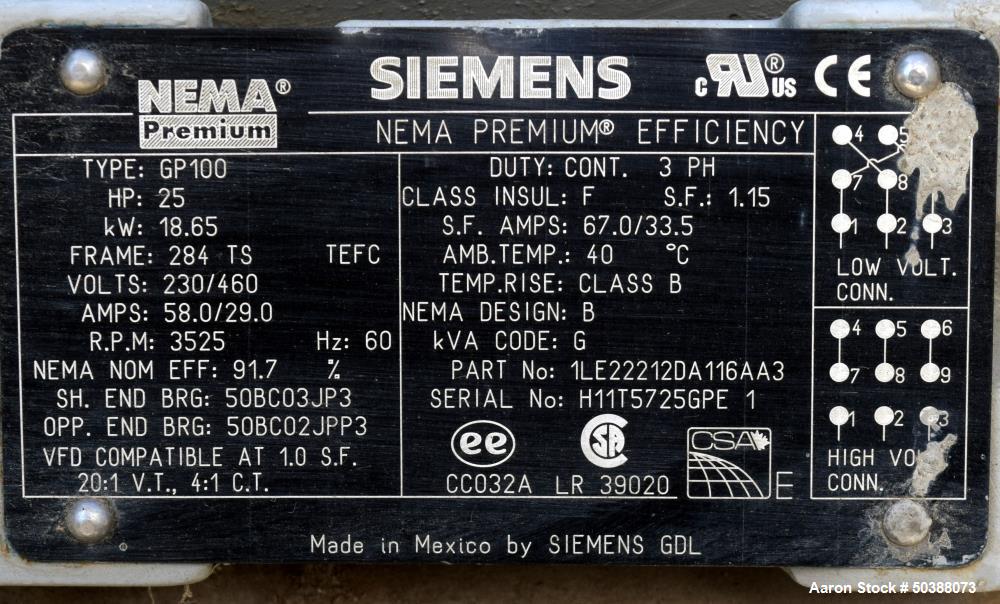 NEMA® Premium
SIEMENS
c RU® US CE
NEMA PREMIUM® EFFICIENCY
TYPE: GP100
HP: 25
kW: 18.65
FRAME: 284 TS TEFC
VOLTS: 230/460
AMPS: 58.0/29.0
R.P.M: 3525 Hz: 60
NEMA NOM EFF: 91.7 %
SH. END BRG: 50BC03JP3
OPP. END BRG: 50BC02JPP3
VFD COMPATIBLE AT 1.0 S.F.
20:1 V.T., 4:1 C.T.
DUTY: CONT. 3 PH
CLASS INSUL: F S.F.: 1.15
S.F. AMPS: 67.0/33.5
AMB.TEMP.: 40 °C
TEMP.RISE: CLASS B
NEMA DESIGN: B
kVA CODE: G
PART No: 1LE22212DA116AA3
SERIAL No: H11T5725GPE 1
ee SA CSA
CC032A LR 39020 E
4 5
7 8
1 2 3
LOW VOLT.
CONN.
4 5 6
7 8 9
1 2 3
HIGH
CONN.
Made in Mexico by SIEMENS GDL
Aaron Stock # 50388073